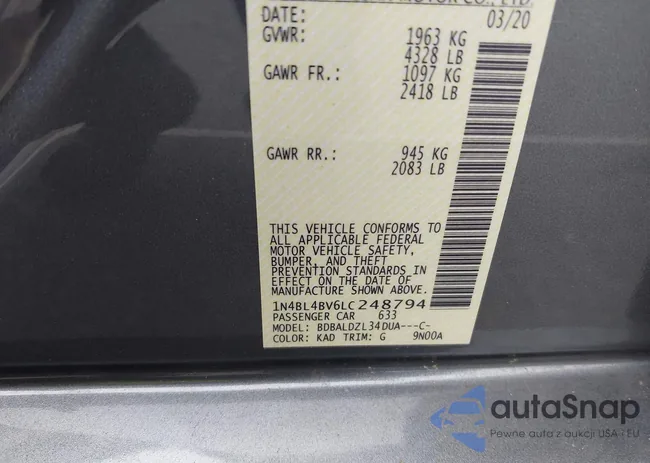 MOTOR CO., LTD.
DATE: 03/20
GVWR: 1963 KG
4328 LB
GAWR FR.: 1097 KG
2418 LB
GAWR RR.: 945 KG
2083 LB
THIS VEHICLE CONFORMS TO
ALL APPLICABLE FEDERAL
MOTOR VEHICLE SAFETY,
BUMPER, AND THEFT
PREVENTION STANDARDS IN
EFFECT ON THE DATE OF
MANUFACTURE SHOWN ABOVE.
1N4BL4BV6LC248794
PASSENGER CAR 633
MODEL: BDBALDZL34DUA---C-
COLOR: KAD TRIM: G 9N00A
autaSnap
Pewne auta z aukcji USA i EU